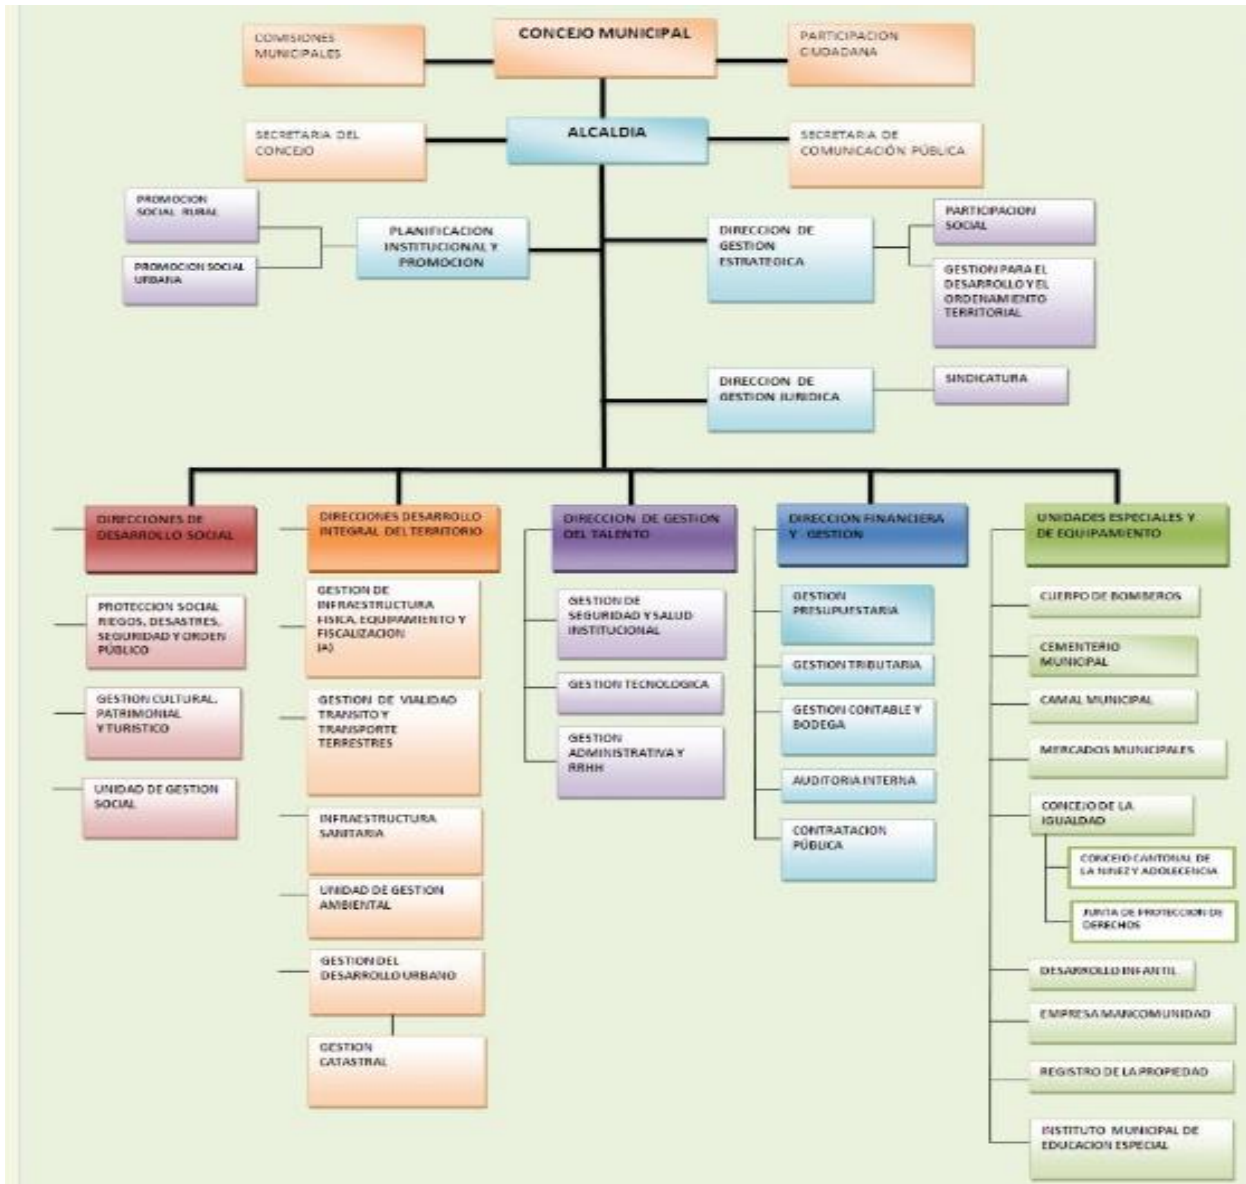 COMISIONES
MUNICIPALES
CONCEJO MUNICIPAL
PARTICIPACION
CIUDADANA
SECRETARIA DEL
CONCEJO
ALCALDIA
SECRETARIA DE
COMUNICACIÓN PÚBLICA
PROMOCION
SOCIAL RURAL
PROMOCION SOCIAL
URBANA
PLANIFICACION
INSTITUCIONAL Y
PROMOCION
DIRECCION DE
GESTION
ESTRATEGICA
PARTICIPACION
SOCIAL
GESTION PARA EL
DESARROLLO Y EL
ORDENAMIENTO
TERRITORIAL
DIRECCION DE
GESTION JURIDICA
SINDICATURA
DIRECCIONES DE
DESARROLLO SOCIAL
PROTECCION SOCIAL
RIEGOS, DESASTRES,
SEGURIDAD Y ORDEN
PÚBLICO
GESTION CULTURAL,
PATRIMONIAL
Y TURISTICO
UNIDAD DE GESTION
SOCIAL
DIRECCIONES DESARROLLO
INTEGRAL DEL TERRITORIO
GESTION DE
INFRAESTRUCTURA
FISICA, EQUIPAMIENTO Y
FISCALIZACION
(A)
GESTION DE VIALIDAD
TRANSITO Y
TRANSPORTE
TERRESTRES
INFRAESTRUCTURA
SANITARIA
UNIDAD DE GESTION
AMBIENTAL
GESTION DEL
DESARROLLO URBANO
GESTION
CATASTRAL
DIRECCION DE GESTION
DEL TALENTO
GESTION DE
SEGURIDAD Y SALUD
INSTITUCIONAL
GESTION TECNOLOGICA
GESTION
ADMINISTRATIVA Y
RRHH
DIRECCION FINANCIERA
Y GESTION
GESTION
PRESUPUESTARIA
GESTION TRIBUTARIA
GESTION CONTABLE Y
BODEGA
AUDITORIA INTERNA
CONTRATACION
PÚBLICA
UNIDADES ESPECIALES Y
DE EQUIPAMIENTO
CUERPO DE BOMBEROS
CEMENTERIO
MUNICIPAL
CAMAL MUNICIPAL
MERCADOS MUNICIPALES
CONCEJO DE LA
IGUALDAD
CONCEJO CANTONAL DE
LA NINEZ Y ADOLECENCIA
JUNTA DE PROTECCION DE
DERECHOS
DESARROLLO INFANTIL
EMPRESA MANCOMUNIDAD
REGISTRO DE LA PROPIEDAD
INSTITUTO MUNICIPAL DE
EDUCACION ESPECIAL